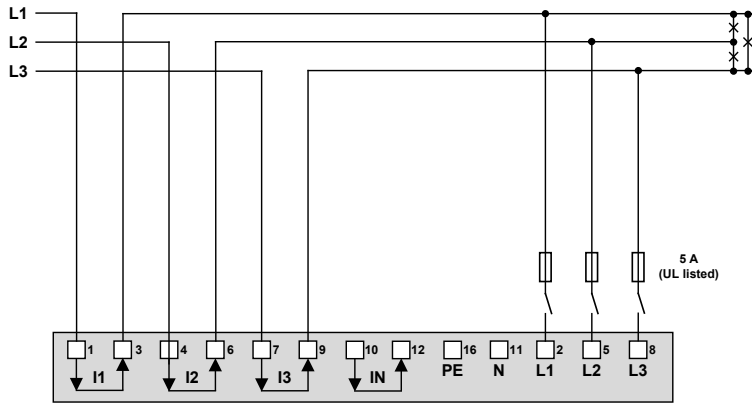 L1
L2
L3
5 A
(UL listed)
1 3 4 6 7 9 10 12 16 11 2 5 8
I1 I2 I3 IN PE N L1 L2 L3